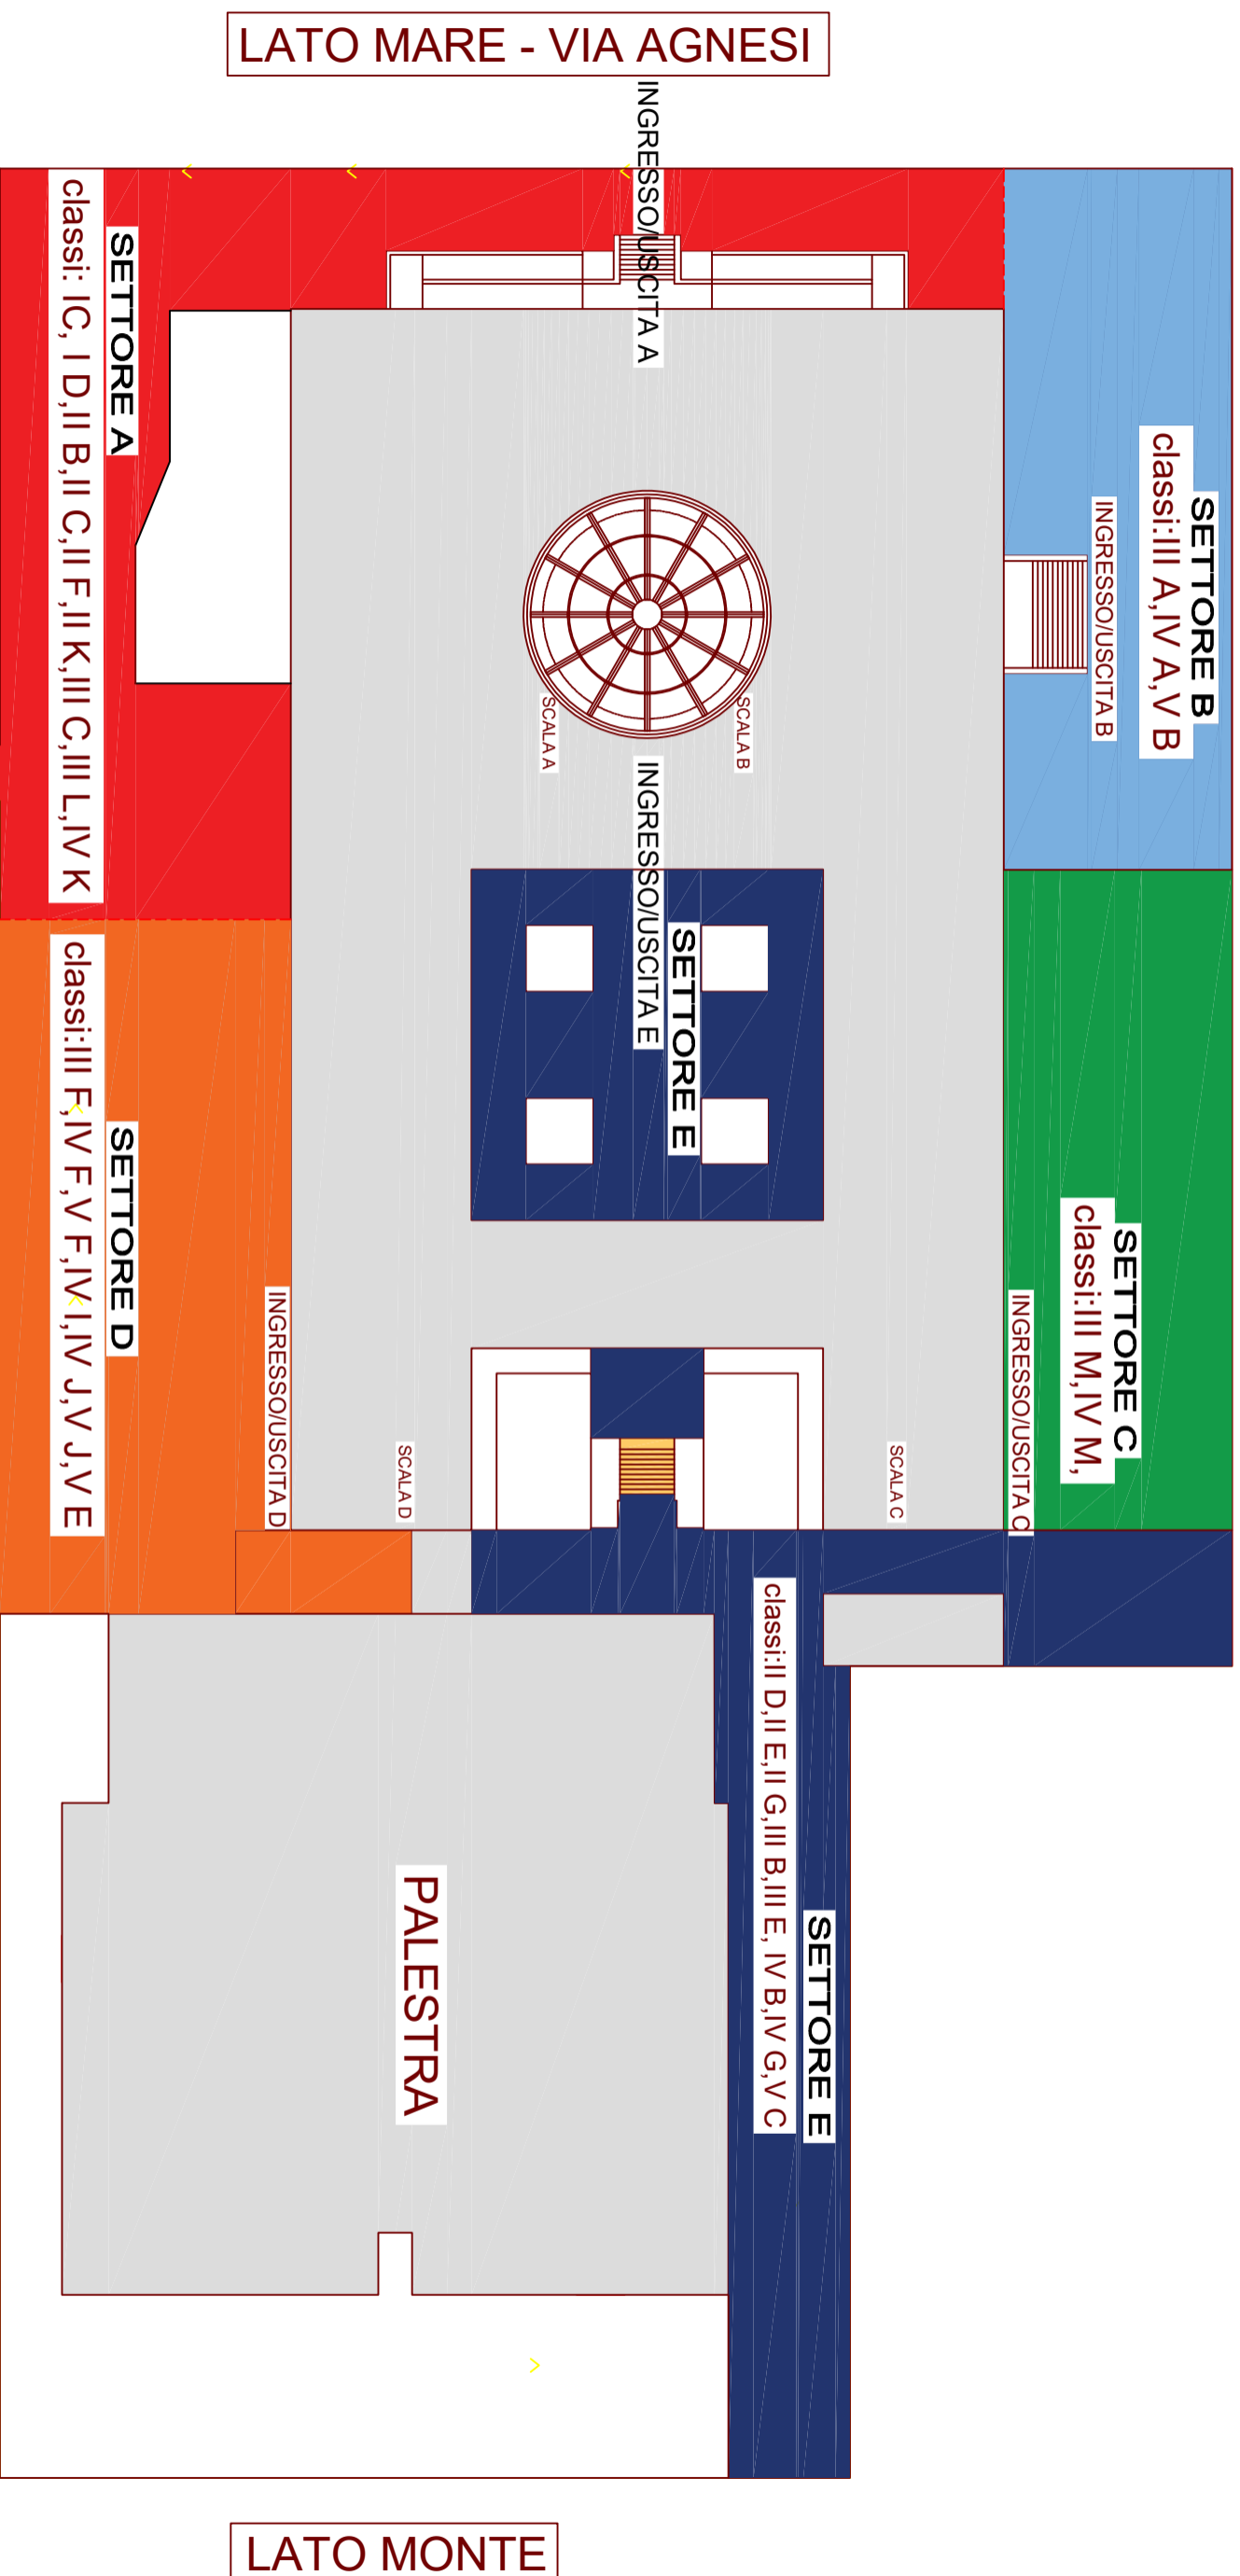 LATO MARE - VIA AGNESI
INGRESSO/USCITA A
SETTORE A
classi: IC, I D,II B,II C,II F,II K,III C,III L,IV K
SETTORE B
classi:III A,IV A,V B
INGRESSO/USCITA B
SCALA A
SCALA B
INGRESSO/USCITA E
SETTORE E
SETTORE C
classi:III M,IV M,
INGRESSO/USCITA C
SETTORE D
classi:III F,IV F,V F,IV I,IV J,V J,V E
INGRESSO/USCITA D
SCALA D
SCALA C
SETTORE E
classi:II D,II E,II G,III B,III E, IV B,IV G,V C
PALESTRA
LATO MONTE